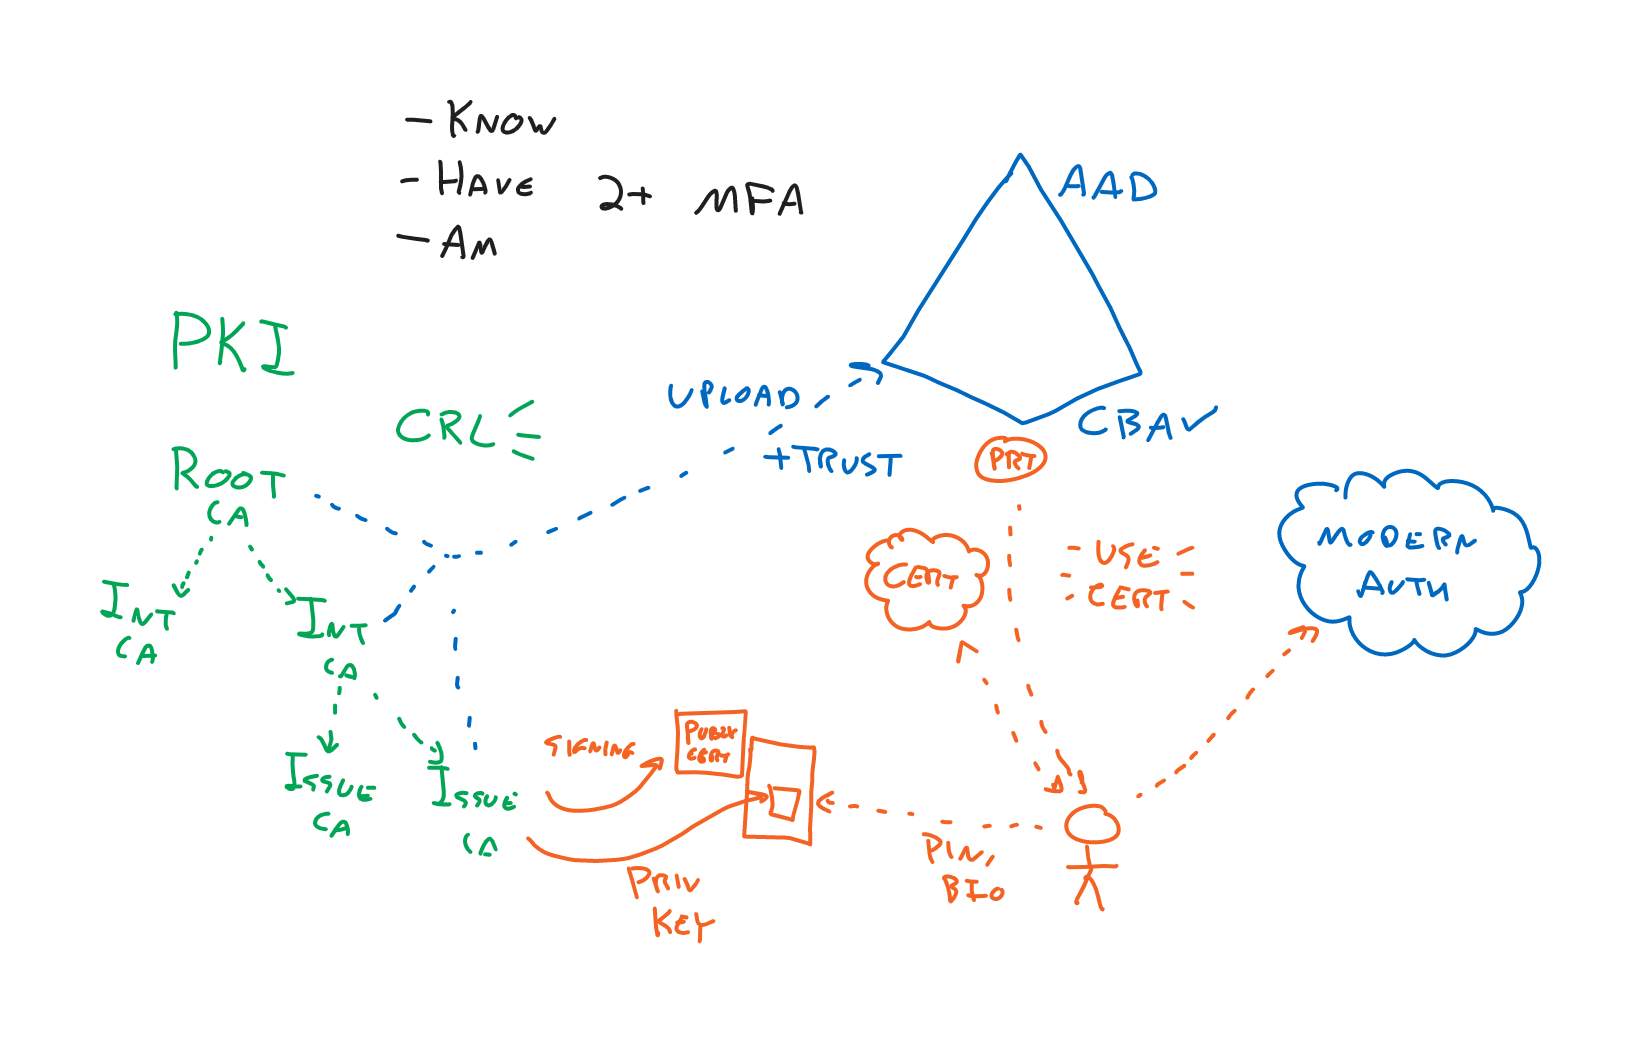 - KNOW
- HAVE
- AM
2+ MFA
AAD
PKI
CRL
UPLOAD
+TRUST
CBA
PRT
ROOT
CA
INT
CA
INT
CA
ISSUE
CA
ISSUE
CA
SIGNING
PUBLIC
CERT
PRIV
KEY
PIN,
BIO
CERT
USE
CERT
MODERN
AUTH